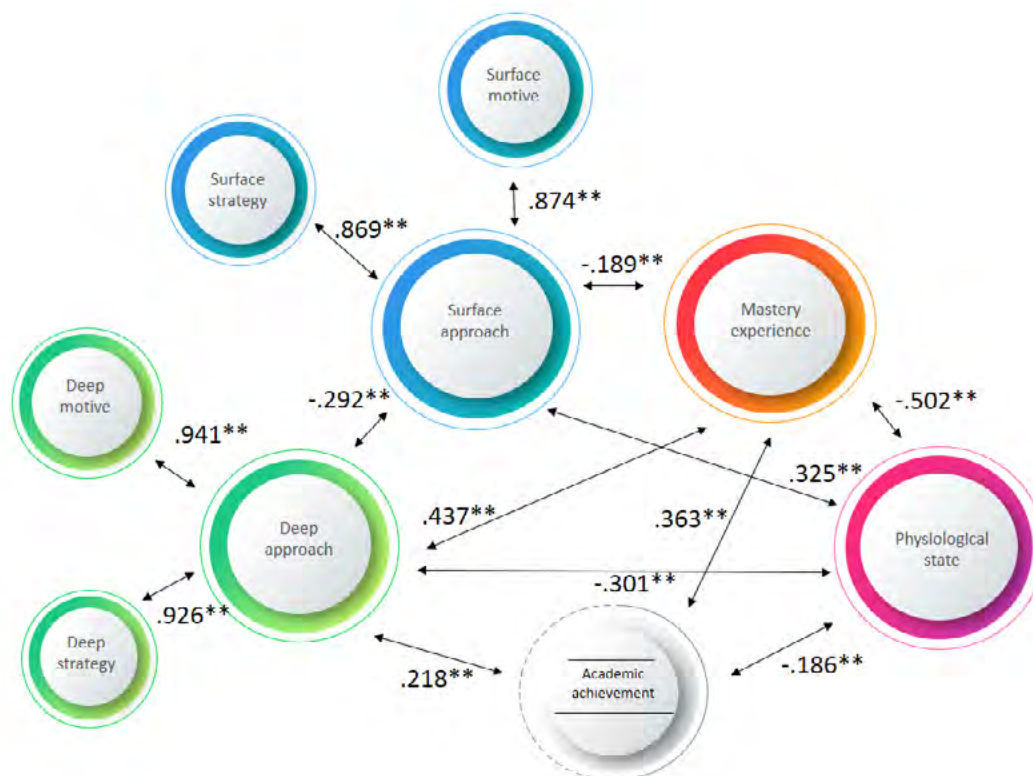 Surface
motive
Surface
strategy
.874**
.869**
-.189**
Surface
approach
Mastery
experience
Deep
motive
-.292**
-.502**
.941**
.325**
.437**
.363**
Deep
approach
Physiological
state
-.301**
.926**
Deep
strategy
.218**
Academic
achievement
-.186**